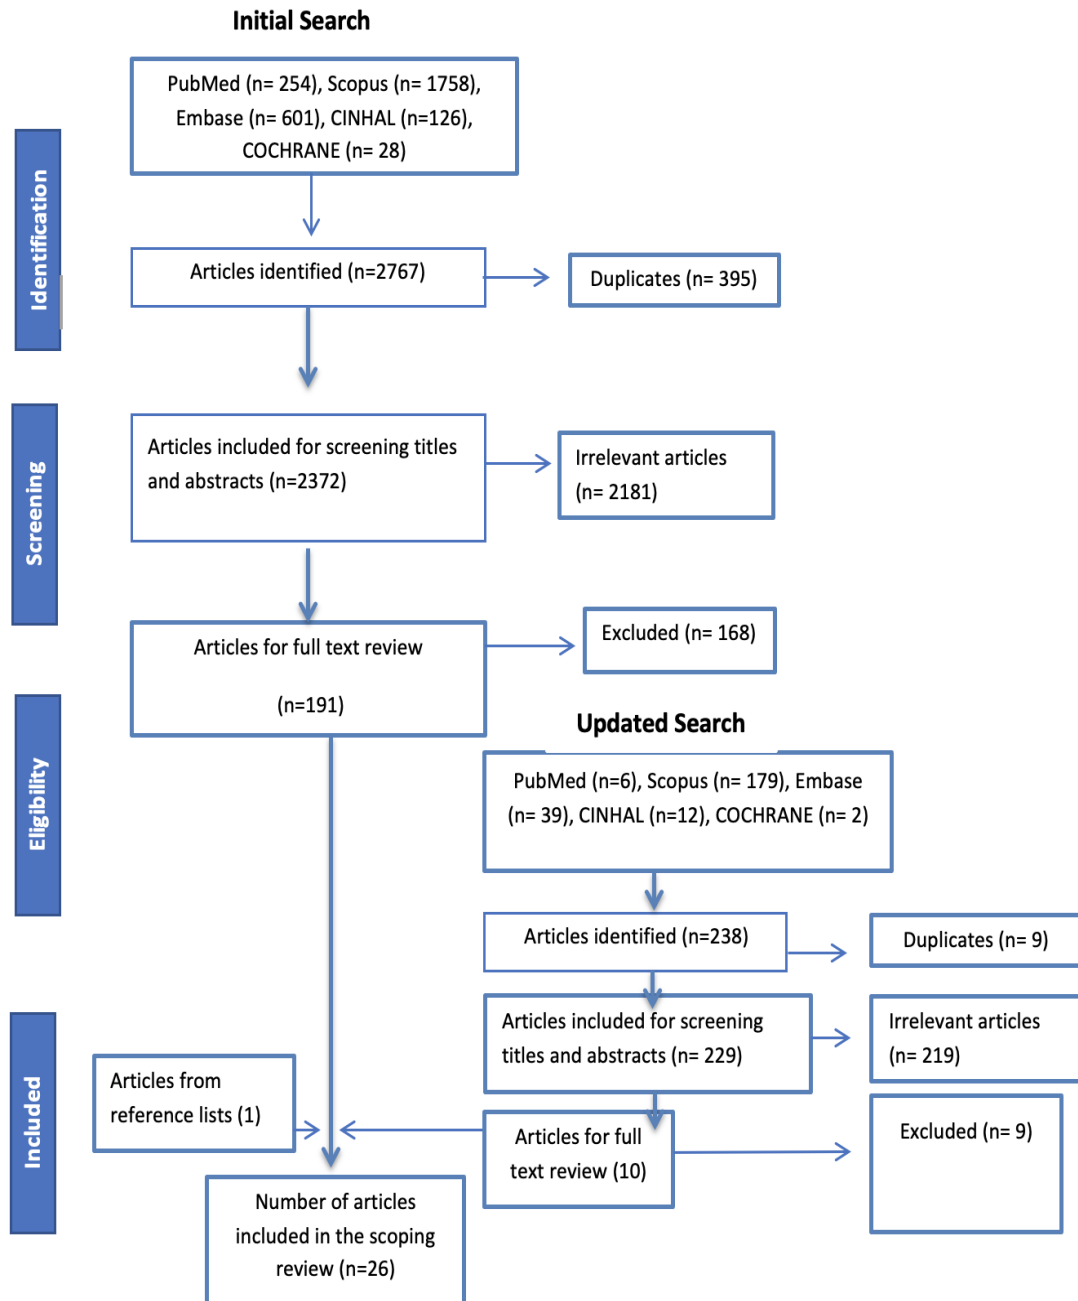 Initial Search
PubMed (n= 254), Scopus (n= 1758),
Embase (n= 601), CINHAL (n=126),
COCHRANE (n= 28)
Identification
Articles identified (n=2767)
Duplicates (n= 395)
Screening
Articles included for screening titles
and abstracts (n=2372)
Irrelevant articles
(n= 2181)
Articles for full text review
(n=191)
Excluded (n= 168)
Eligibility
Updated Search
PubMed (n=6), Scopus (n= 179), Embase
(n= 39), CINHAL (n=12), COCHRANE (n= 2)
Articles identified (n=238)
Duplicates (n= 9)
Articles included for screening
titles and abstracts (n= 229)
Irrelevant articles
(n= 219)
Included
Articles from
reference lists (1)
Articles for full
text review (10)
Excluded (n= 9)
Number of articles
included in the scoping
review (n=26)